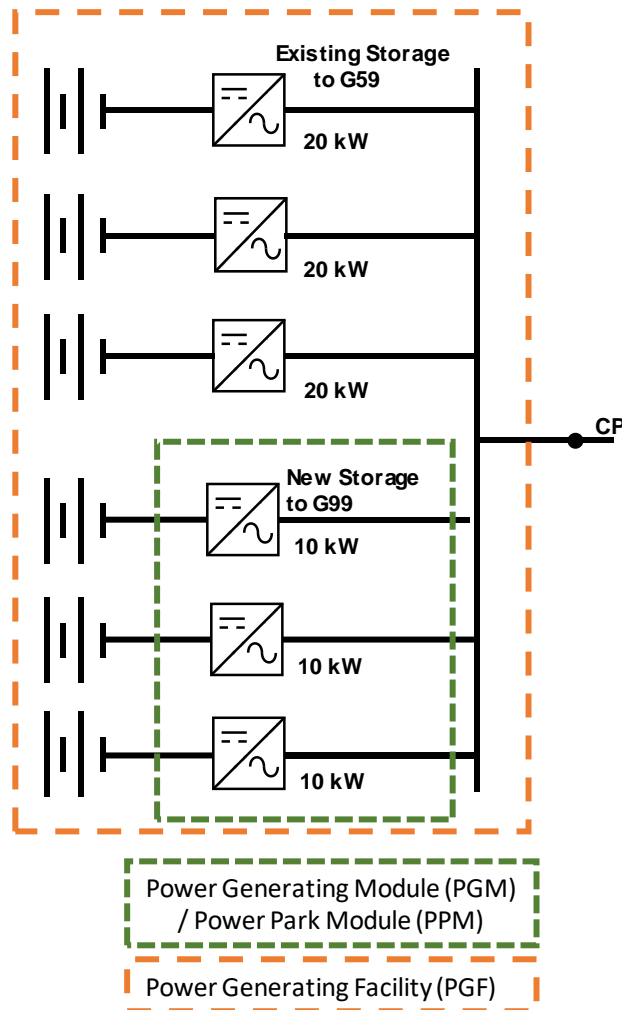 Existing Storage
to G59
20 kW
20 kW
20 kW
CP
New Storage
to G99
10 kW
10 kW
10 kW
Power Generating Module (PGM)
/ Power Park Module (PPM)
Power Generating Facility (PGF)